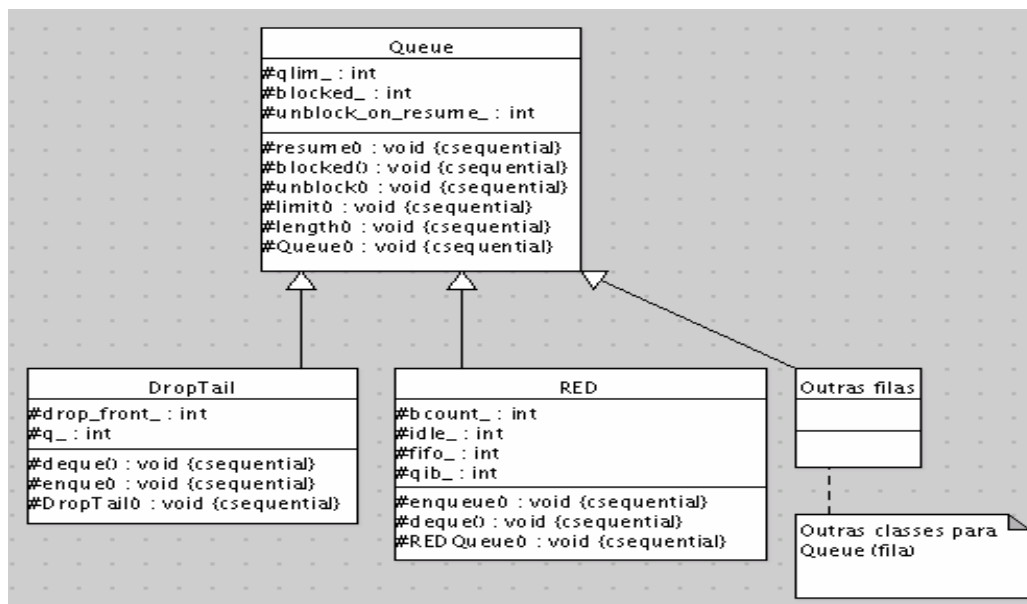 Queue
#qlim_ : int
#blocked_ : int
#unblock_on_resume_ : int
#resume() : void {csequential}
#blocked() : void {csequential}
#unblock() : void {csequential}
#limit() : void {csequential}
#length() : void {csequential}
#Queue() : void {csequential}
DropTail
#drop_front_ : int
#q_ : int
#deque() : void {csequential}
#enque() : void {csequential}
#DropTail() : void {csequential}
RED
#bcount_ : int
#idle_ : int
#fifo_ : int
#qib_ : int
#enqueue() : void {csequential}
#deque() : void {csequential}
#REDQueue() : void {csequential}
Outras filas
Outras classes para
Queue (fila)